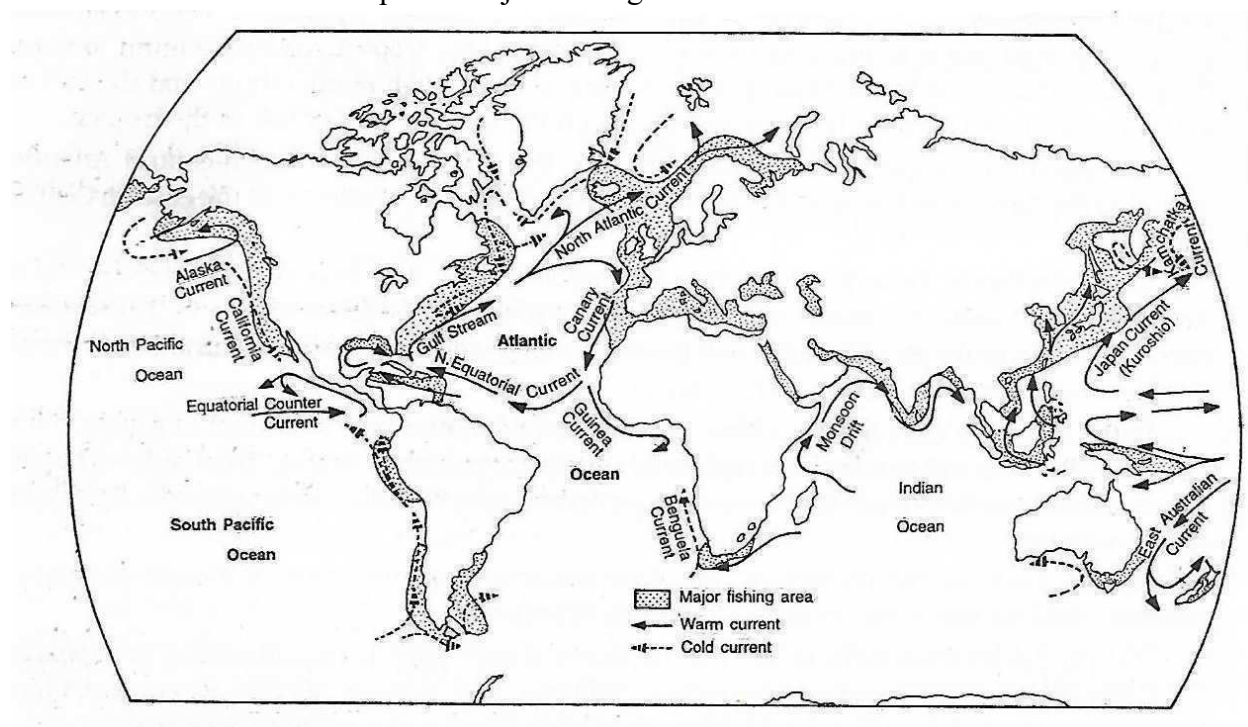 Alaska
Current
California
Current
North Pacific
Ocean
Equatorial Counter
Current
South Pacific
Ocean
Gulf Stream
Atlantic
North Atlantic Current
Canary
Current
N. Equatorial Current
Guinea
Current
Ocean
Benguela
Current
Monsoon
Drift
Indian
Ocean
Kamchatka
Current
Japan Current
(Kuroshio)
East Australian
Current
Major fishing area
Warm current
Cold current